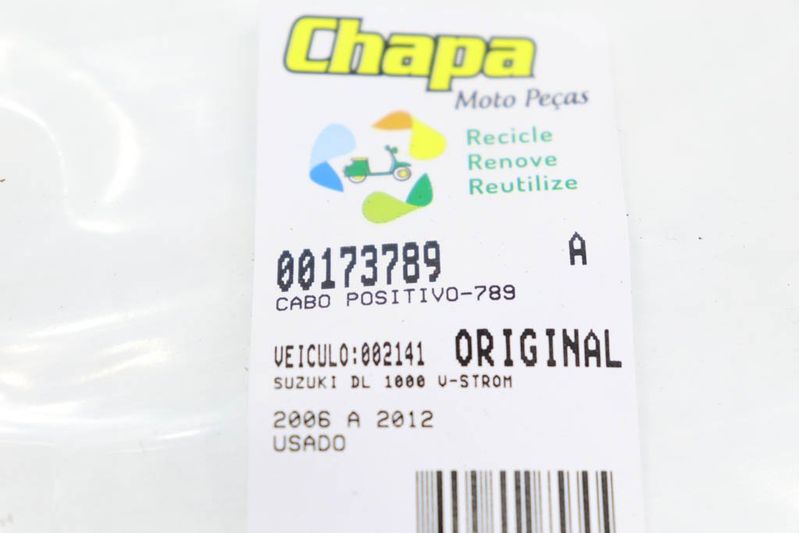 Chapa
Moto Peças
Recicle
Renove
Reutilize
00173789 A
CABO POSITIVO-789
VEICULO:002141 ORIGINAL
SUZUKI DL 1000 V-STROM
2006 A 2012
USADO